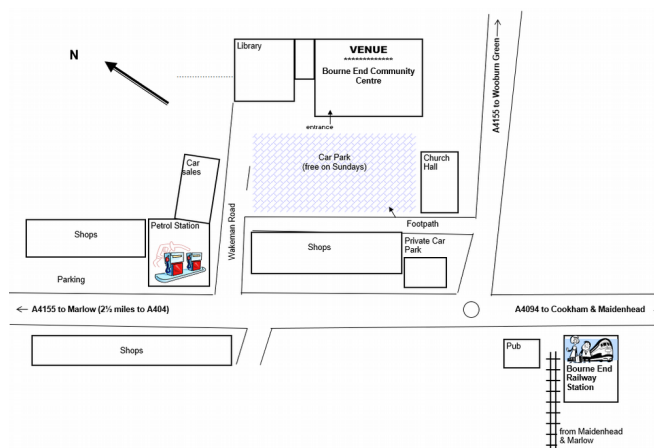 N
Library
VENUE
*************
Bourne End Community
Centre
entrance
A4155 to Wooburn Green
Car Park
(free on Sundays)
Church
Hall
Car
sales
Wakeman Road
Footpath
Petrol Station
Shops
Shops
Private Car
Park
Parking
← A4155 to Marlow (2½ miles to A404)
A4094 to Cookham & Maidenhead
Shops
Pub
Bourne End
Railway
Station
from Maidenhead
& Marlow